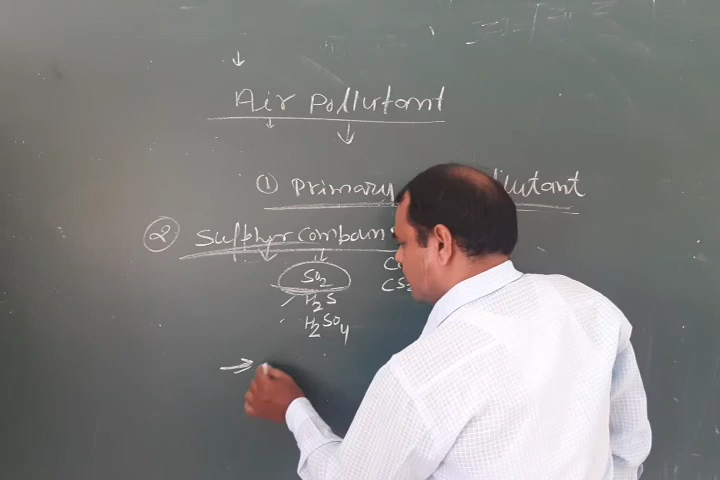 Air Pollutant
① Primary llutant
② Sulphur compoun
SO2
H2S
CS2
H2SO4